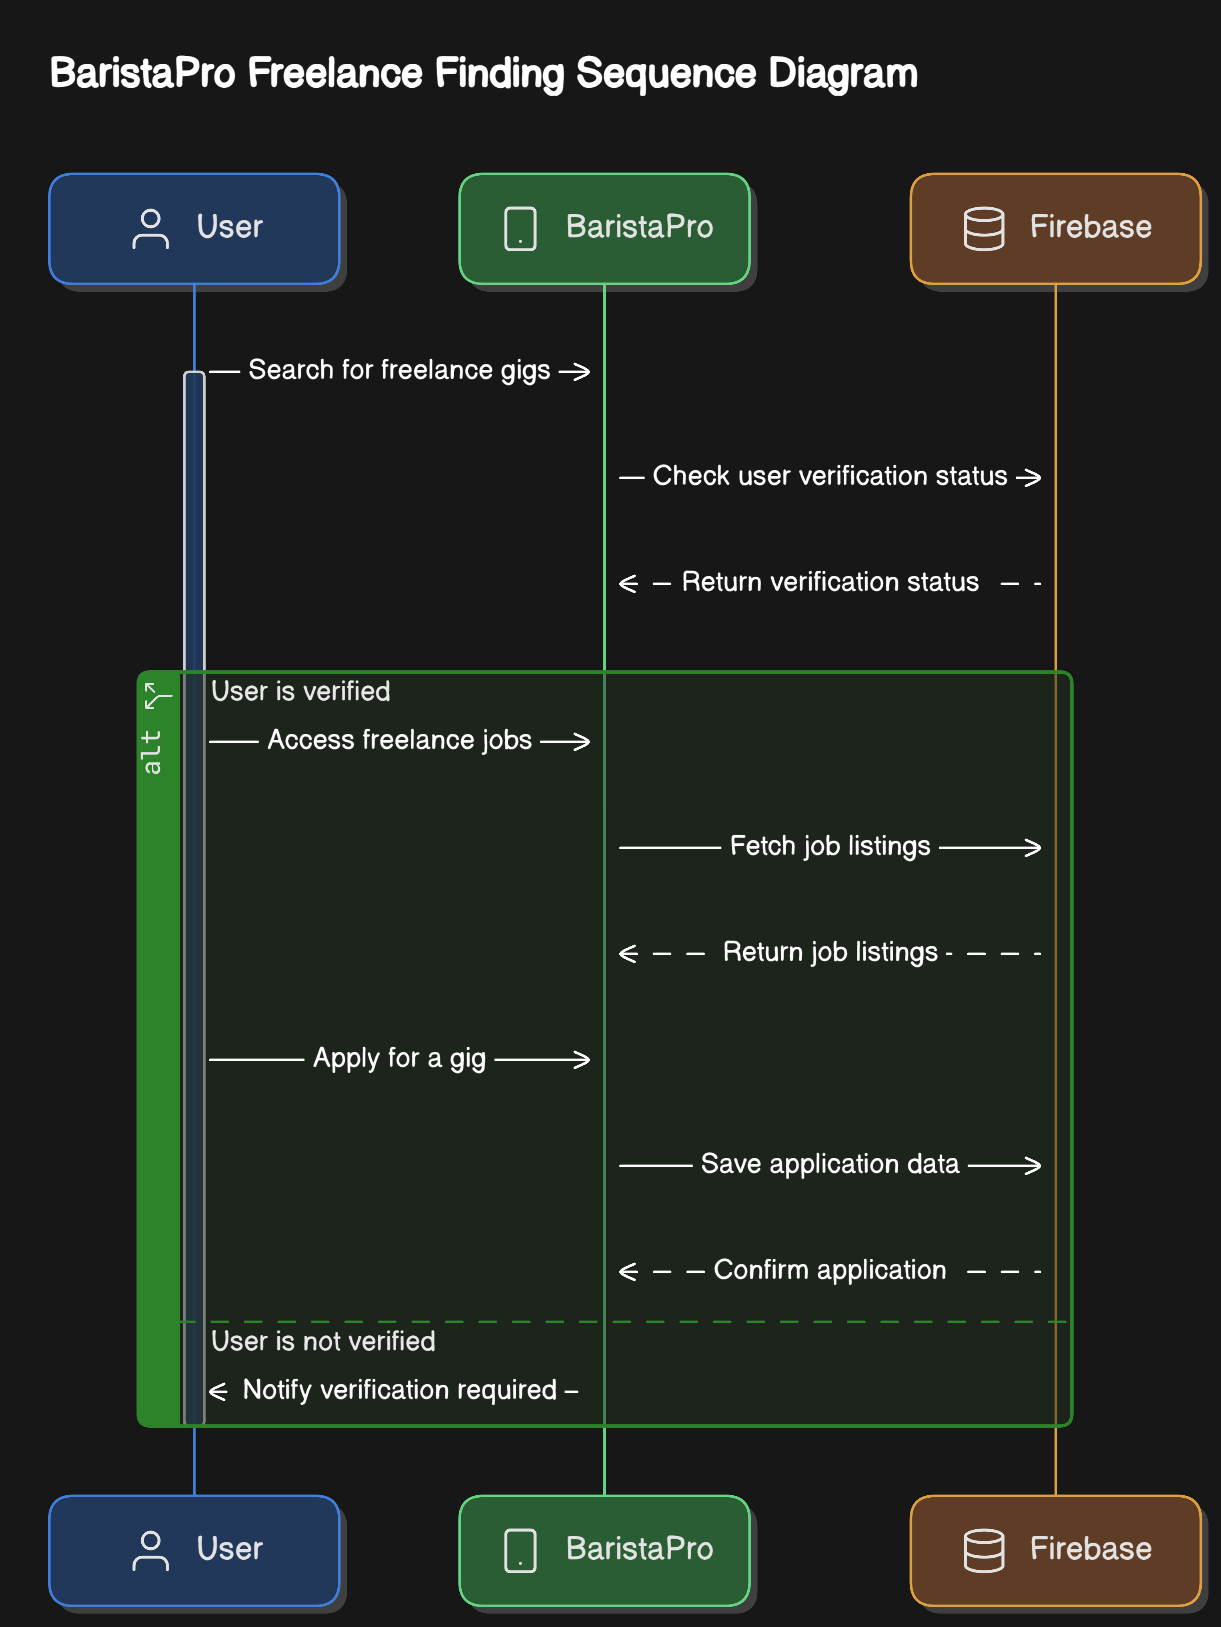 BaristaPro Freelance Finding Sequence Diagram
User
BaristaPro
Firebase
Search for freelance gigs
Check user verification status
Return verification status
alt
User is verified
Access freelance jobs
Fetch job listings
Return job listings
Apply for a gig
Save application data
Confirm application
User is not verified
Notify verification required
User
BaristaPro
Firebase